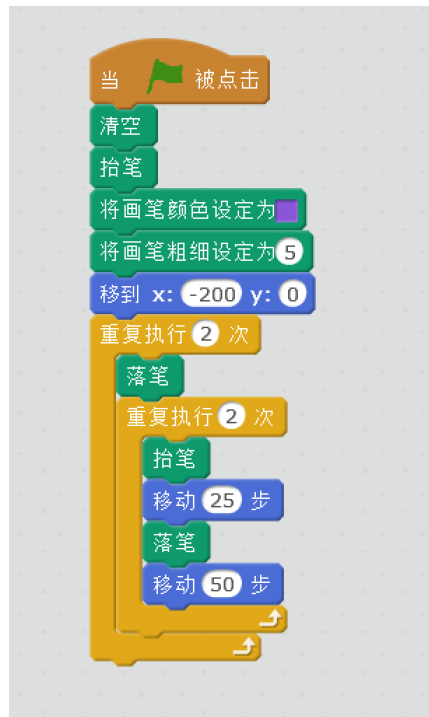 当 被点击
清空
抬笔
将画笔颜色设定为
将画笔粗细设定为 5
移到 x: -200 y: 0
重复执行 2 次
落笔
重复执行 2 次
抬笔
移动 25 步
落笔
移动 50 步